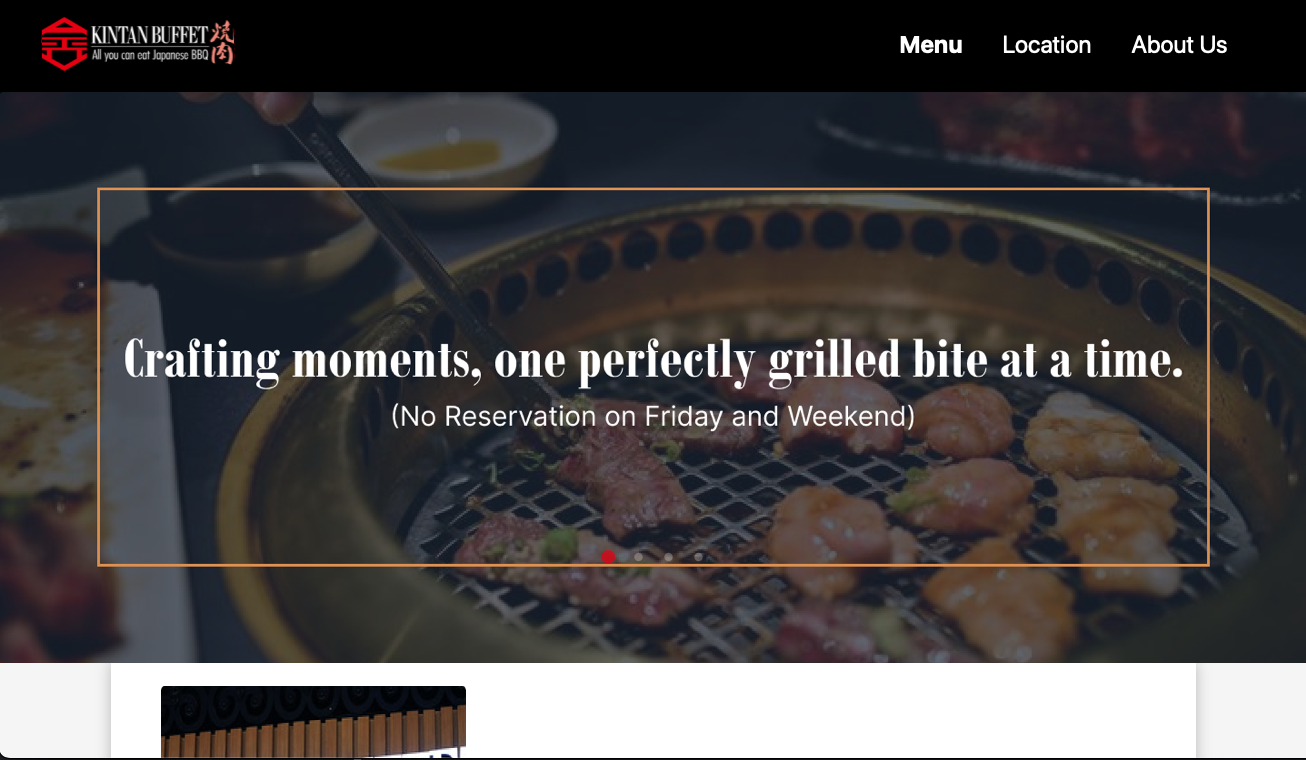 KINTAN BUFFET 焼肉
All you can eat Japanese BBQ
Menu Location About Us
Crafting moments, one perfectly grilled bite at a time.
(No Reservation on Friday and Weekend)